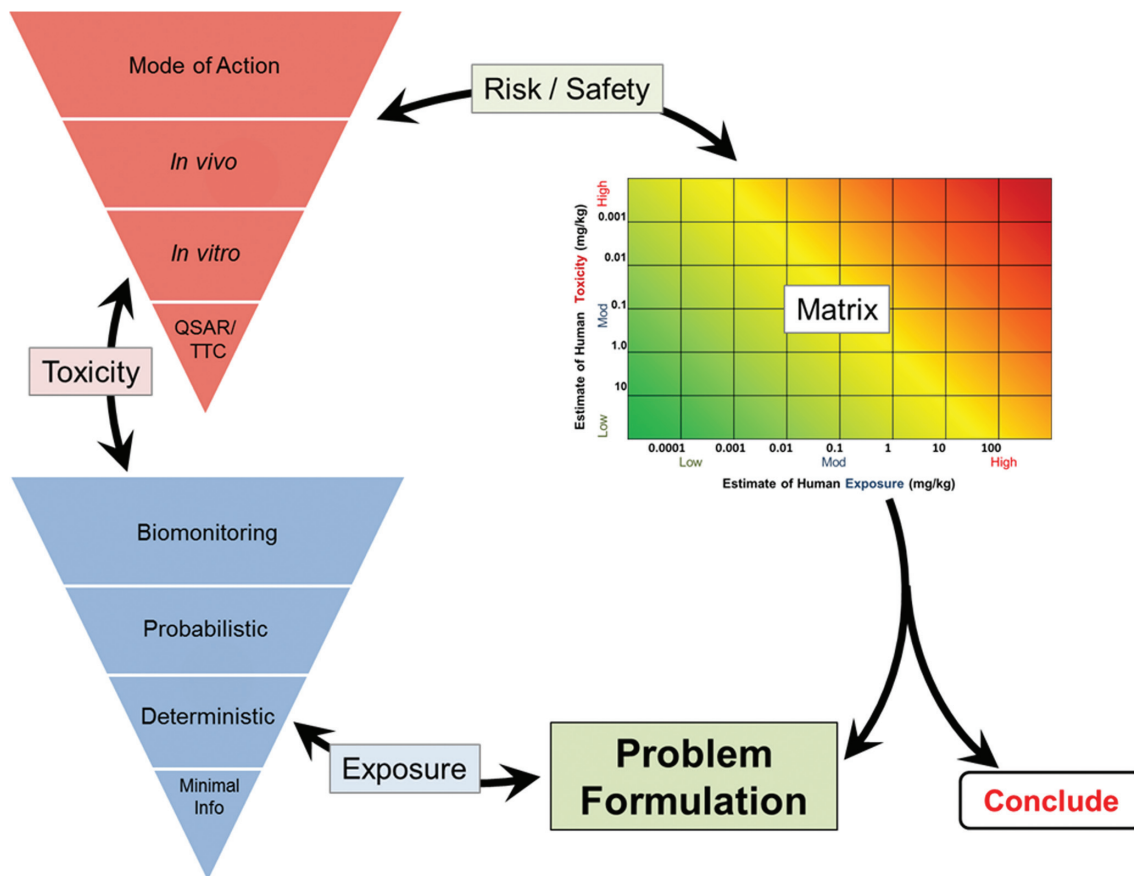 Mode of Action
In vivo
In vitro
QSAR/
TTC
Risk / Safety
Toxicity
Estimate of Human Toxicity (mg/kg)
High
Mod
Low
0.001
0.01
0.1
1.0
10
Matrix
0.0001 0.001 0.01 0.1 1 10 100
Low Mod High
Estimate of Human Exposure (mg/kg)
Biomonitoring
Probabilistic
Deterministic
Minimal
Info
Exposure
Problem
Formulation
Conclude